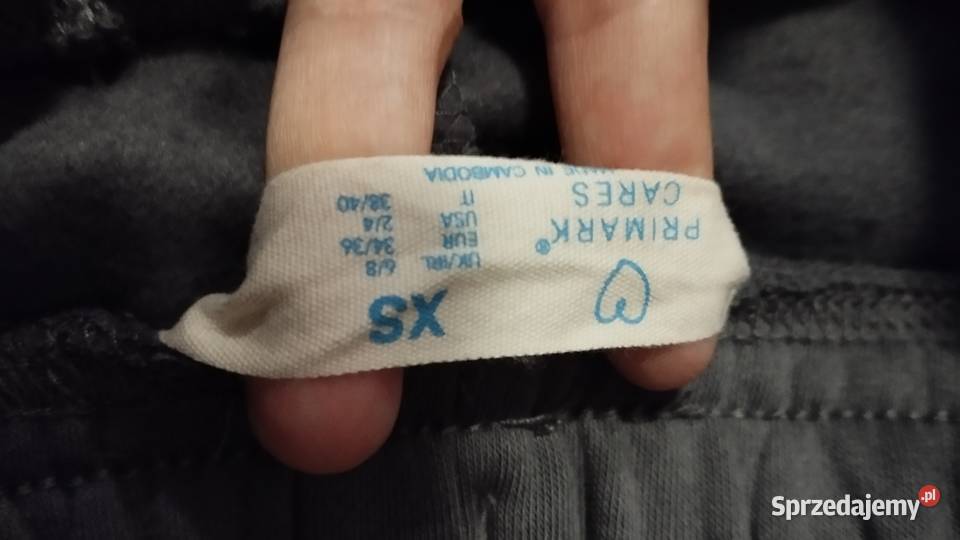 PRIMARK®
CARES
MADE IN CAMBODIA
XS
UK/IRL 6/8
EUR 34/36
USA 2/4
IT 38/40
Sprzedajemy.pl